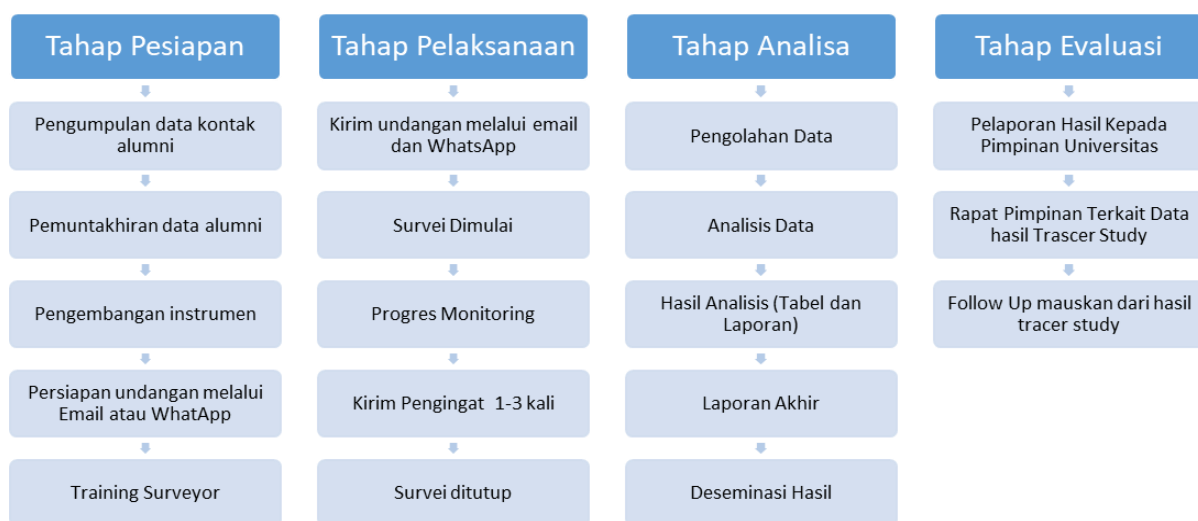 Tahap Pesiapan
Pengumpulan data kontak
alumni
Pemuntakhiran data alumni
Pengembangan instrumen
Persiapan undangan melalui
Email atau WhatApp
Training Surveyor
Tahap Pelaksanaan
Kirim undangan melalui email
dan WhatsApp
Survei Dimulai
Progres Monitoring
Kirim Pengingat 1-3 kali
Survei ditutup
Tahap Analisa
Pengolahan Data
Analisis Data
Hasil Analisis (Tabel dan
Laporan)
Laporan Akhir
Deseminasi Hasil
Tahap Evaluasi
Pelaporan Hasil Kepada
Pimpinan Universitas
Rapat Pimpinan Terkait Data
hasil Trascer Study
Follow Up mauskan dari hasil
tracer study